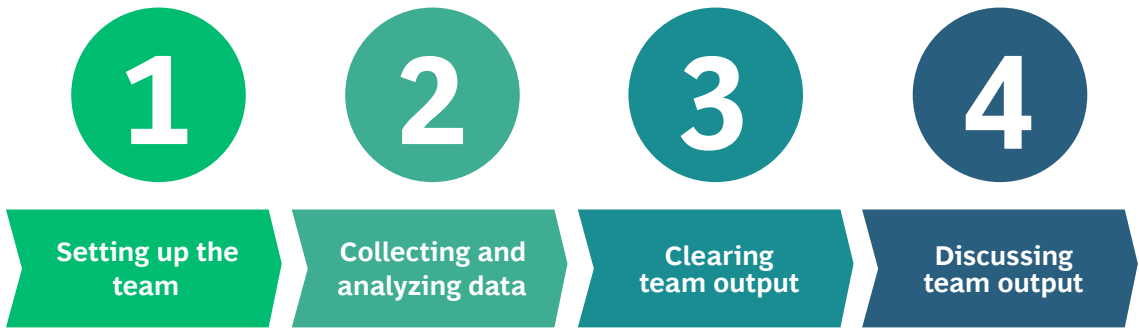 1
2
3
4
Setting up the
team
Collecting and
analyzing data
Clearing
team output
Discussing
team output